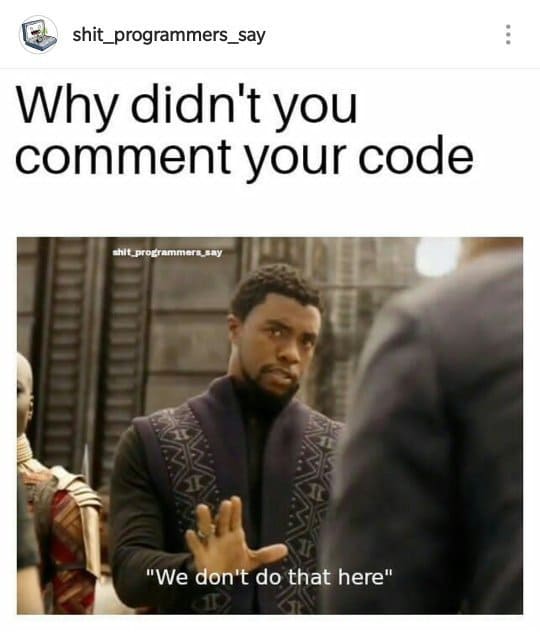 shit_programmers_say
Why didn't you
comment your code
shit_programmers_say
"We don't do that here"